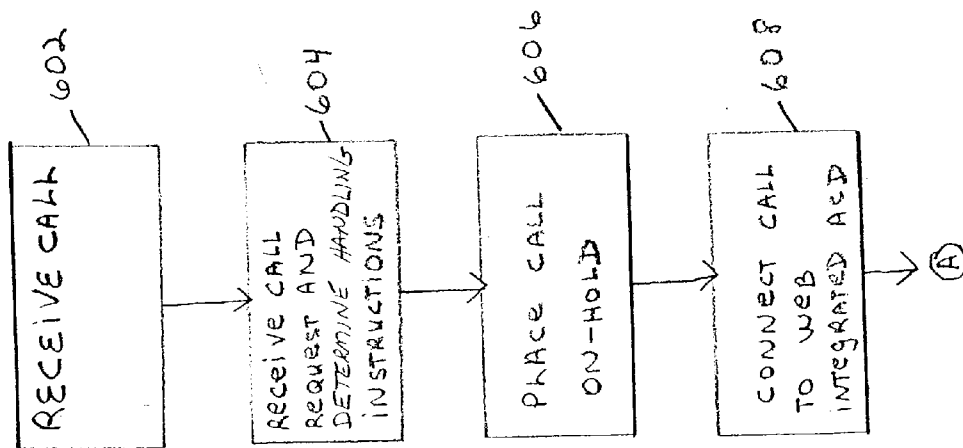 RECEIVE CALL
602
RECEIVE CALL
REQUEST AND
DETERMINE HANDLING
INSTRUCTIONS
604
PLACE CALL
ON-HOLD
606
CONNECT CALL
TO WEB
INTEGRATED ACD
608
A